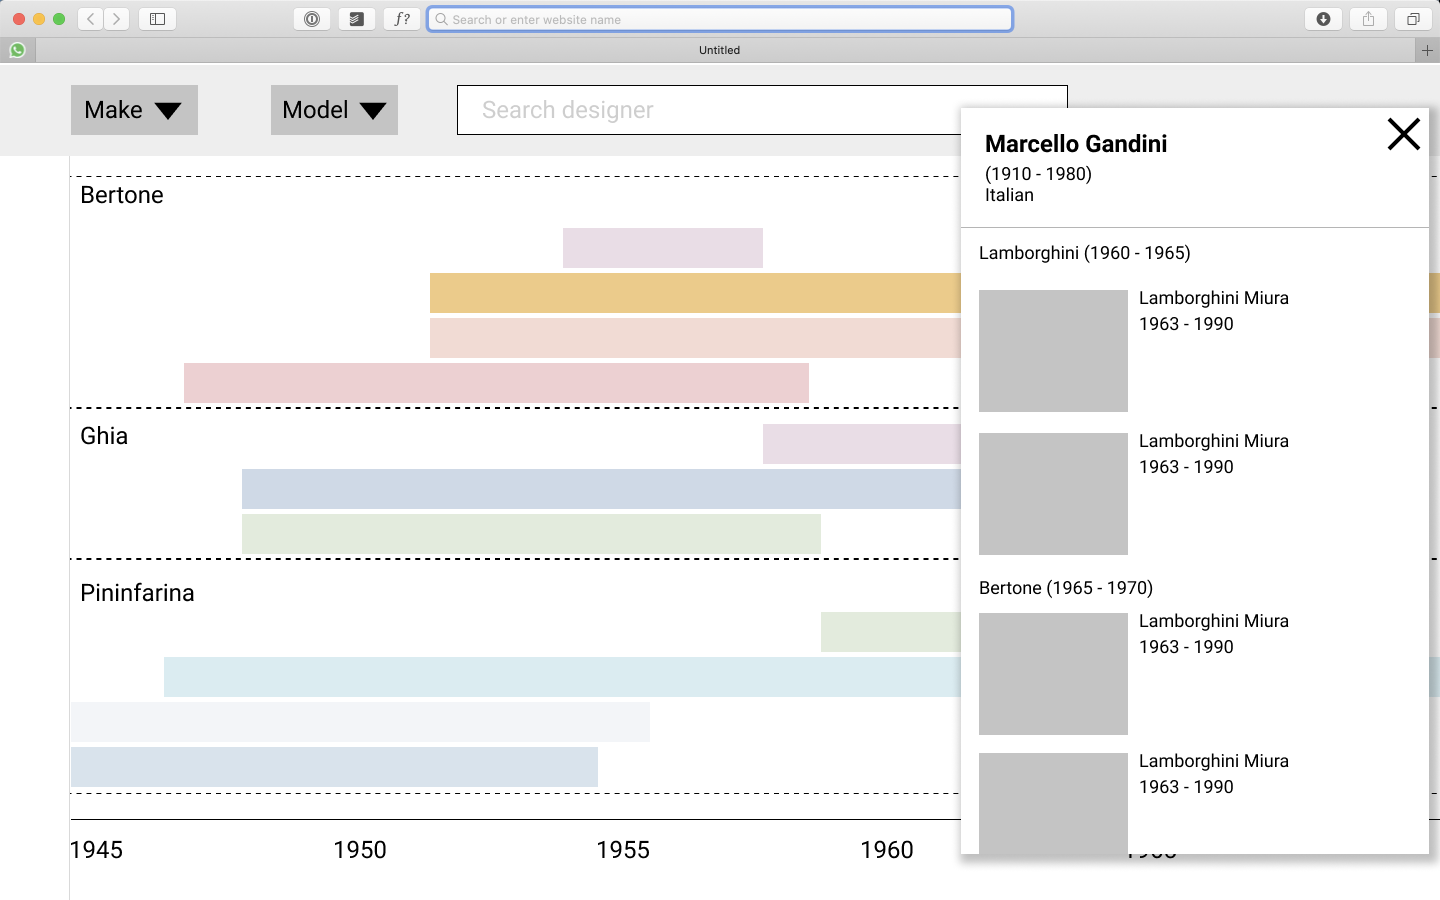 Search or enter website name
Untitled
Make
Model
Search designer
Marcello Gandini
(1910 - 1980)
Italian
Lamborghini (1960 - 1965)
Lamborghini Miura
1963 - 1990
Lamborghini Miura
1963 - 1990
Bertone (1965 - 1970)
Lamborghini Miura
1963 - 1990
Lamborghini Miura
1963 - 1990
Bertone
Ghia
Pininfarina
1945
1950
1955
1960